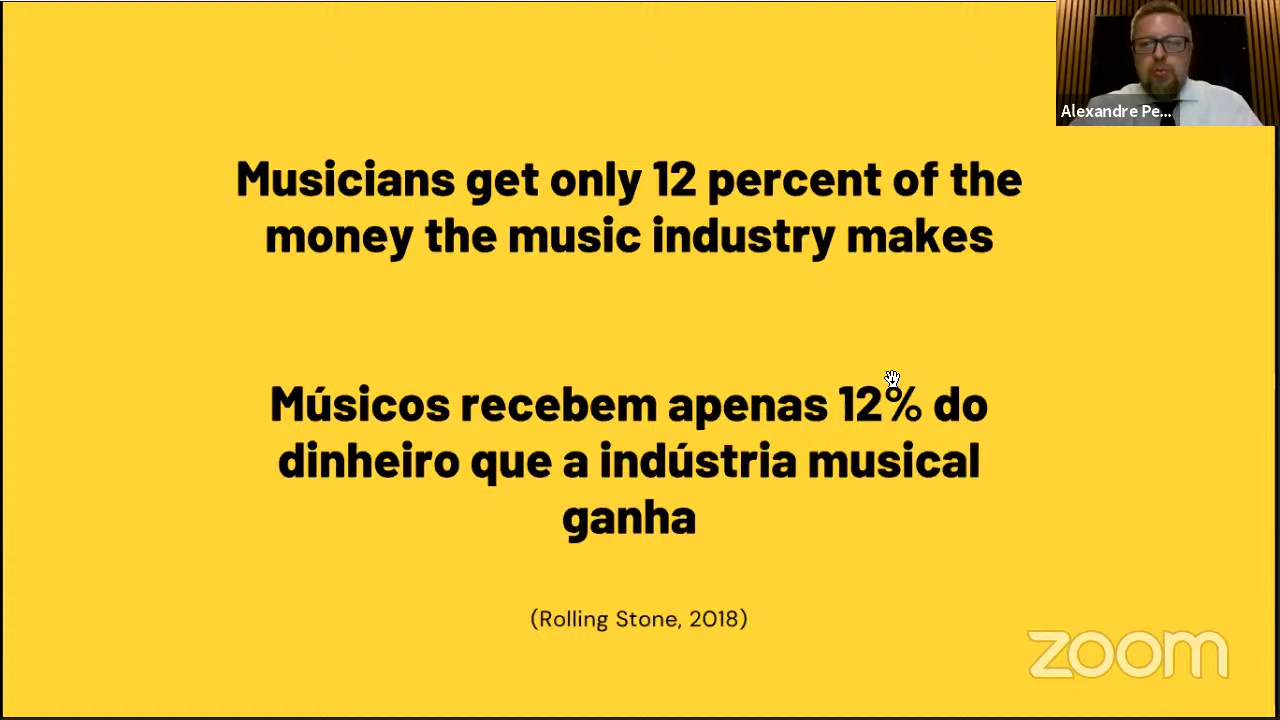 Alexandre Pe...
Musicians get only 12 percent of the
money the music industry makes
Músicos recebem apenas 12% do
dinheiro que a indústria musical
ganha
(Rolling Stone, 2018)
zoom